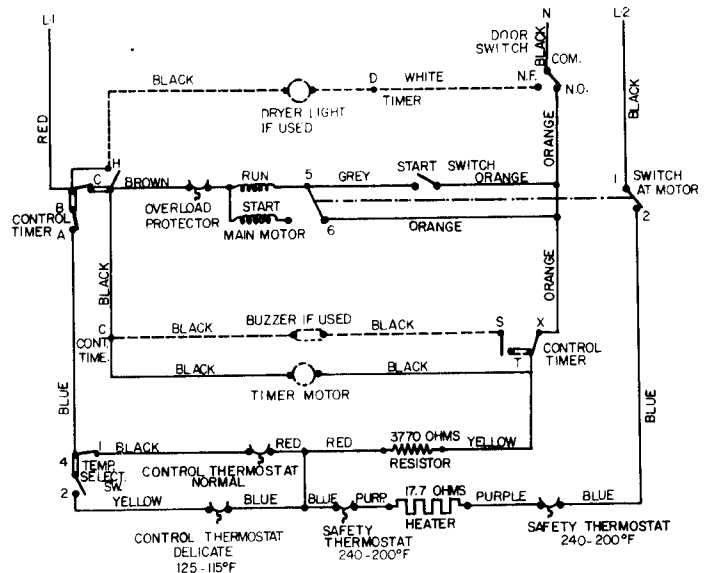 L1
N
L2
DOOR
SWITCH
BLACK
COM.
BLACK
D
WHITE
N.F.
N.O.
DRYER LIGHT
IF USED
TIMER
BLACK
RED
ORANGE
H
C
BROWN
RUN
5
GREY
START SWITCH
ORANGE
1
SWITCH
AT MOTOR
B
CONTROL
TIMER
A
OVERLOAD
PROTECTOR
START
MAIN MOTOR
6
ORANGE
2
BLACK
ORANGE
C
CONT.
TIME.
BLACK
BUZZER IF USED
BLACK
S
X
CONTROL
TIMER
T
BLACK
BLACK
TIMER MOTOR
BLUE
BLUE
4
1
BLACK
RED
RED
3770 OHMS
YELLOW
TEMP.
SELECT.
SW.
CONTROL THERMOSTAT
NORMAL
RESISTOR
2
YELLOW
BLUE
BLUE
PURP.
17.7 OHMS
PURPLE
BLUE
HEATER
CONTROL THERMOSTAT
DELICATE
125-115°F
SAFETY
THERMOSTAT
240-200°F
SAFETY THERMOSTAT
240-200°F